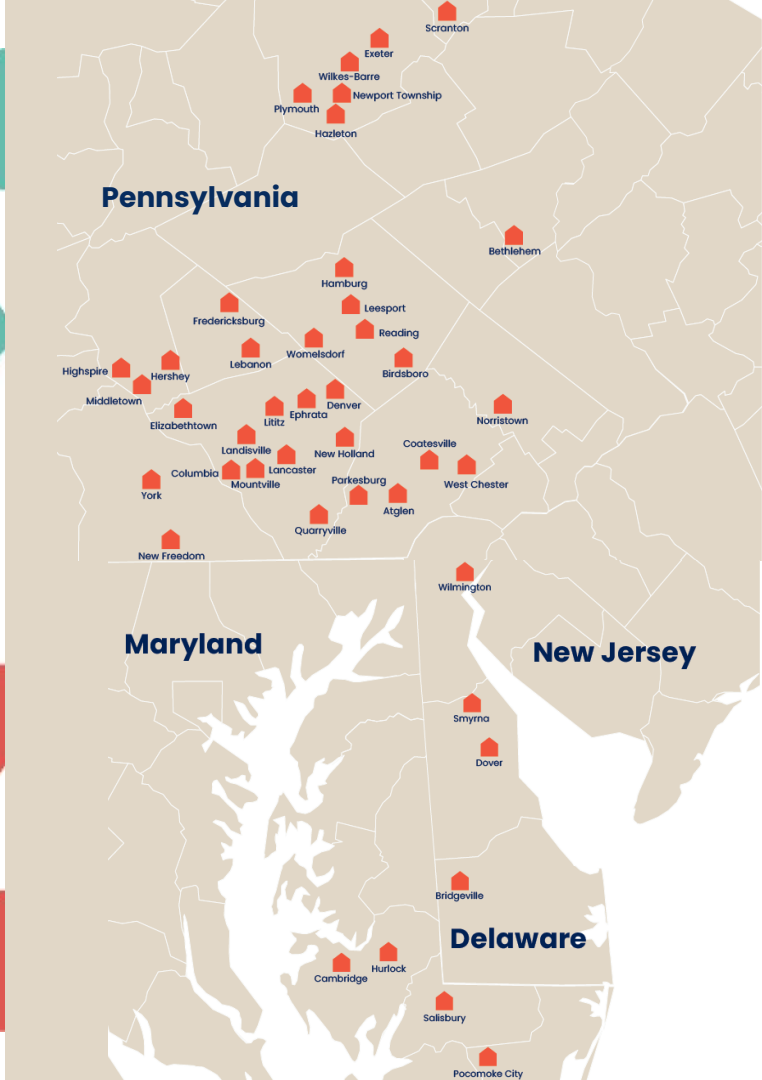 Scranton
Exeter
Wilkes-Barre
Plymouth
Newport Township
Hazleton
Pennsylvania
Bethlehem
Hamburg
Leesport
Fredericksburg
Reading
Womelsdorf
Lebanon
Birdsboro
Highspire
Hershey
Middletown
Denver
Ephrata
Lititz
Elizabethtown
Norristown
Coatesville
Landisville
New Holland
Lancaster
Columbia
Mountville
Parkesburg
West Chester
York
Atglen
Quarryville
New Freedom
Wilmington
Maryland
New Jersey
Smyrna
Dover
Bridgeville
Delaware
Hurlock
Cambridge
Salisbury
Pocomoke City